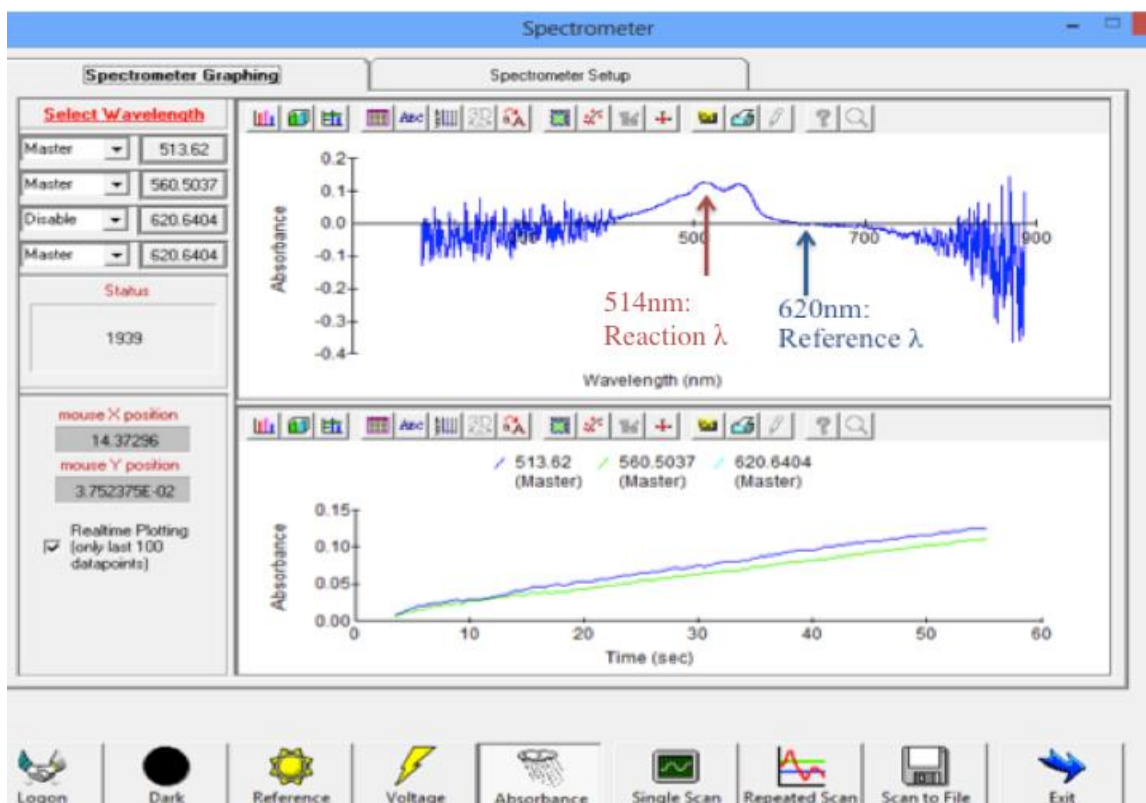 Spectrometer
Spectrometer Graphing
Spectrometer Setup
Select Wavelength
Master 513.62
Master 560.5037
Disable 620.6404
Master 620.6404
Status
1939
mouse X position
14.37296
mouse Y position
3.752375E-02
Realtime Plotting
(only last 100
datapoints)
Abc
0.2
0.1
0.0
-0.1
-0.2
-0.3
-0.4
Absorbance
500
700
900
514nm:
Reaction λ
620nm:
Reference λ
Wavelength (nm)
Abc
513.62 560.5037 620.6404
(Master) (Master) (Master)
0.15
0.10
0.05
0.00
Absorbance
0 10 20 30 40 50 60
Time (sec)
Logon Dark Reference Voltage Absorbance Single Scan Repeated Scan Scan to File Exit